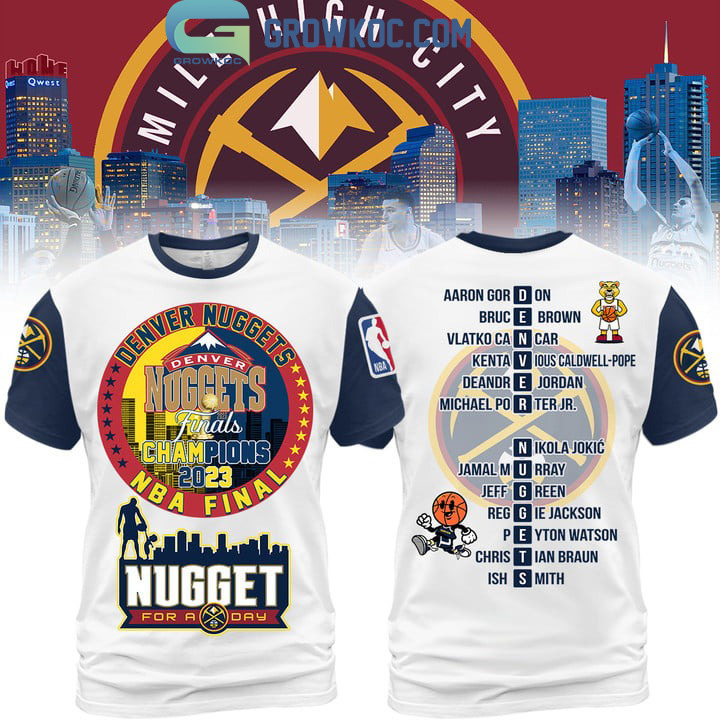 GROWKOC.COM
GROWKOC
MILE HIGH CITY
Qwest
DENVER NUGGETS
DENVER
NUGGETS
Finals
CHAMPIONS
2023
NBA FINAL
NUGGET
FOR A DAY
NBA
AARON GORDON
BRUCE BROWN
VLATKO CANCAR
KENTAVIOUS CALDWELL-POPE
DEANDRE JORDAN
MICHAEL PORTER JR.
NIKOLA JOKIĆ
JAMAL MURRAY
JEFF GREEN
REGGIE JACKSON
PEYTON WATSON
CHRISTIAN BRAUN
ISH SMITH
Nuggets